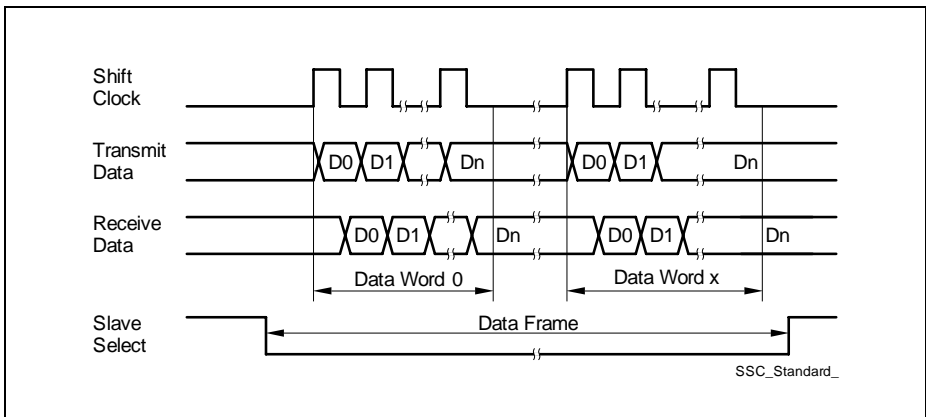 Shift
Clock
Transmit
Data
D0 D1 Dn D0 D1 Dn
Receive
Data
D0 D1 Dn D0 D1 Dn
Data Word 0 Data Word x
Slave
Select
Data Frame
SSC_Standard_